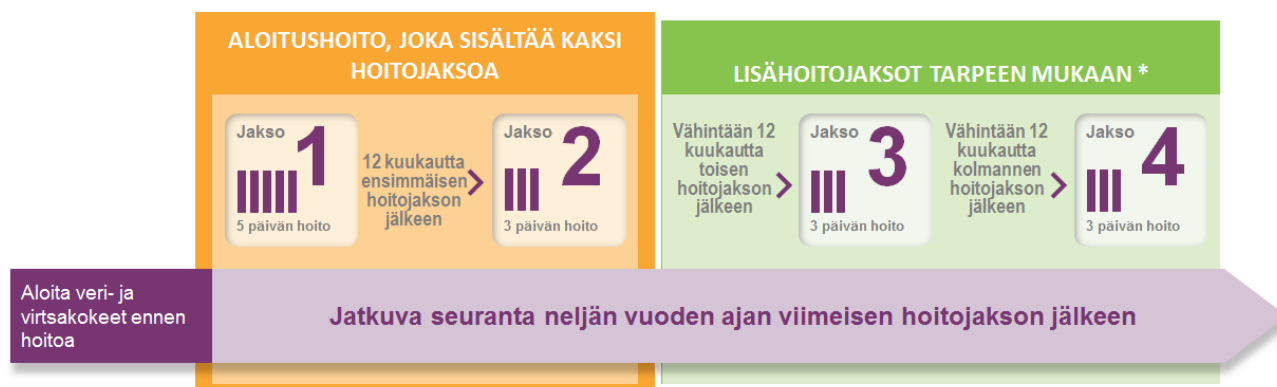 ALOITUSHOITO, JOKA SISÄLTÄÄ KAKSI
HOITOJAKSOA
Jakso 1
5 päivän hoito
12 kuukautta
ensimmäisen
hoitojakson
jälkeen
Jakso 2
3 päivän hoito
LISÄHOITOJAKSOT TARPEEN MUKAAN *
Vähintään 12
kuukautta
toisen
hoitojakson
jälkeen
Jakso 3
3 päivän hoito
Vähintään 12
kuukautta
kolmannen
hoitojakson
jälkeen
Jakso 4
3 päivän hoito
Aloita veri- ja
virtsakokeet ennen
hoitoa
Jatkuva seuranta neljän vuoden ajan viimeisen hoitojakson jälkeen